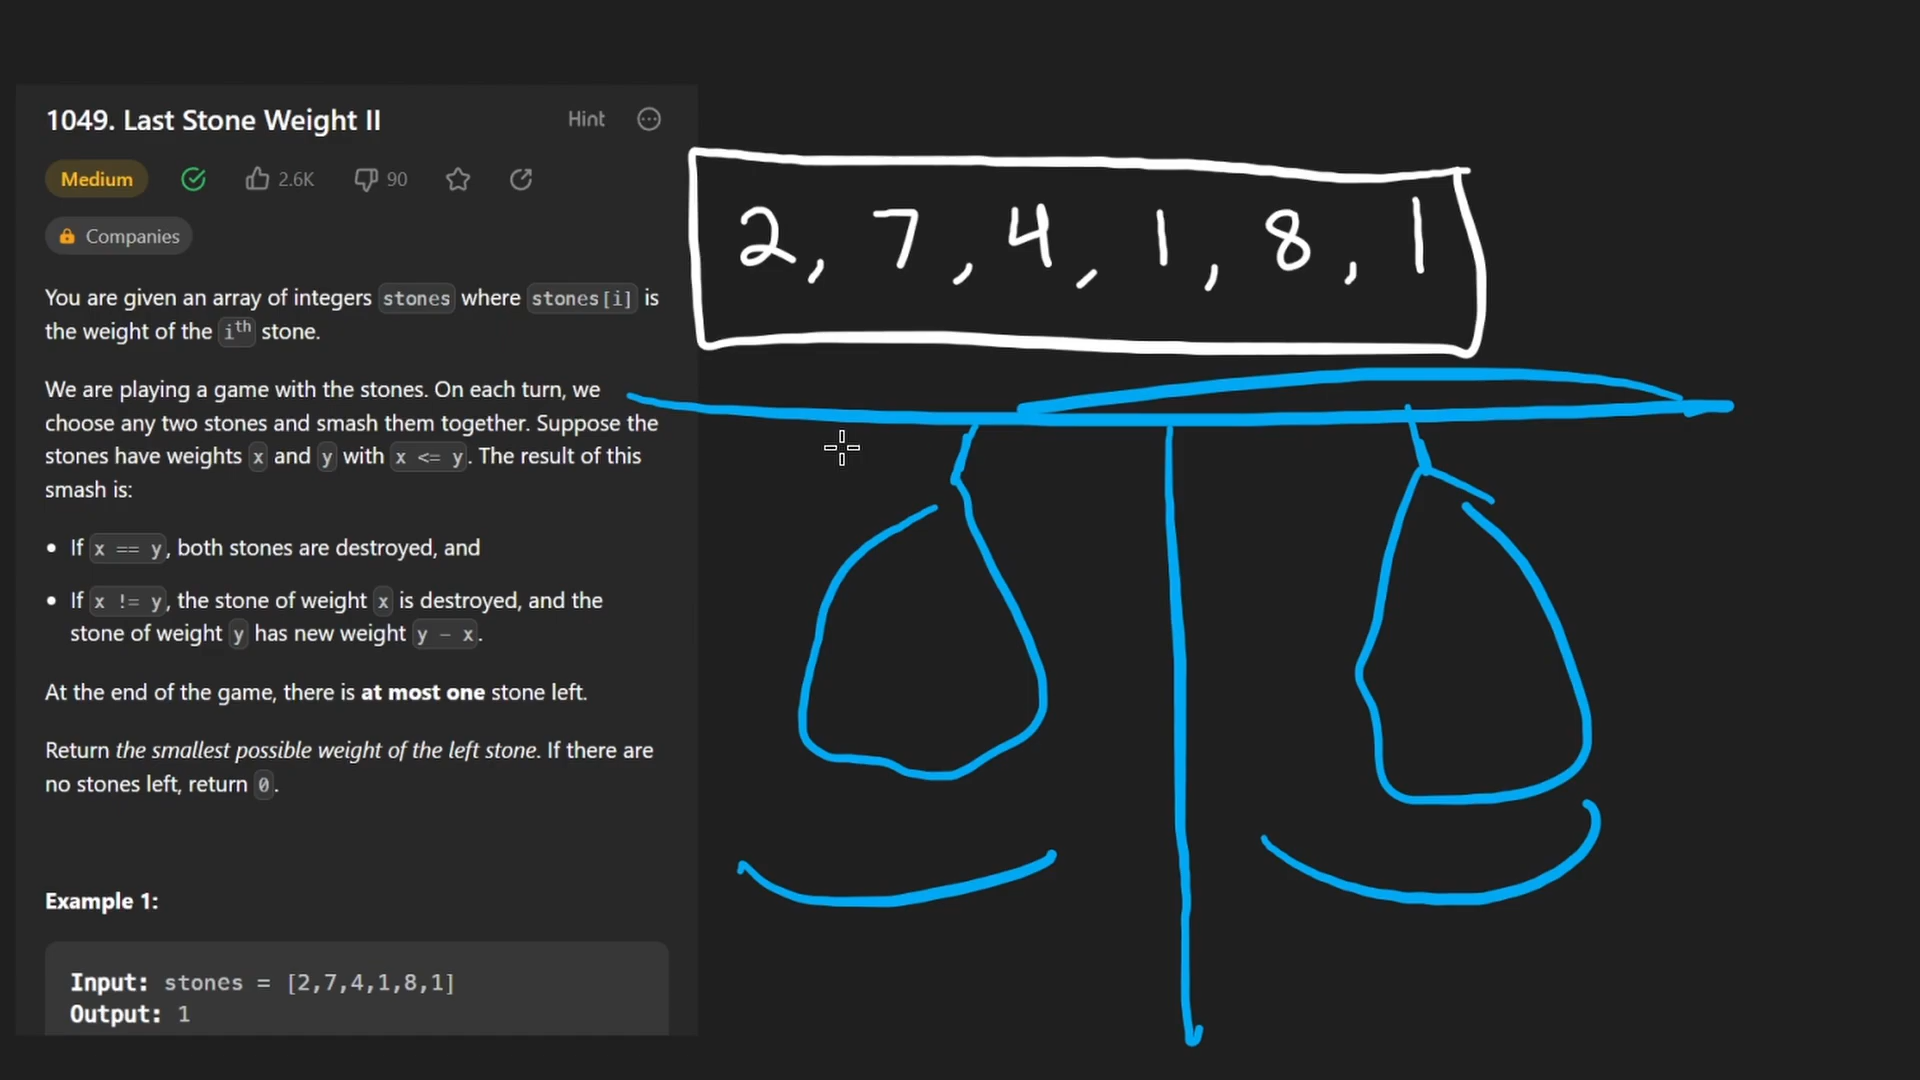 1049. Last Stone Weight II
Hint
Medium
2.6K
90
Companies
You are given an array of integers stones where stones[i] is
the weight of the ith stone.
We are playing a game with the stones. On each turn, we
choose any two stones and smash them together. Suppose the
stones have weights x and y with x <= y. The result of this
smash is:
• If x == y, both stones are destroyed, and
• If x != y, the stone of weight x is destroyed, and the
stone of weight y has new weight y - x.
At the end of the game, there is at most one stone left.
Return the smallest possible weight of the left stone. If there are
no stones left, return 0.
Example 1:
Input: stones = [2,7,4,1,8,1]
Output: 1
2, 7, 4, 1, 8, 1